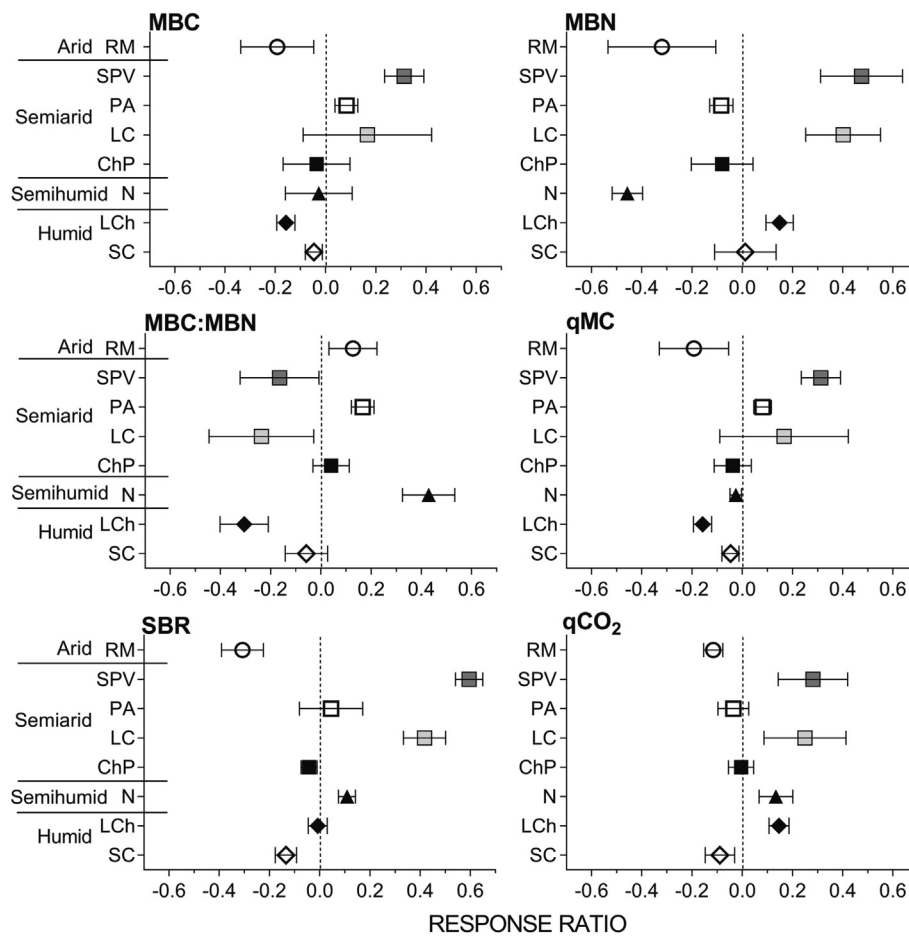 MBC
MBN
Arid RM
SPV
Semiarid
PA
LC
ChP
Semihumid N
Humid
LCh
SC
RM
SPV
PA
LC
ChP
N
LCh
SC
-0.6 -0.4 -0.2 0.0 0.2 0.4 0.6
-0.6 -0.4 -0.2 0.0 0.2 0.4 0.6
MBC:MBN
qMC
Arid RM
SPV
Semiarid
PA
LC
ChP
Semihumid N
Humid
LCh
SC
RM
SPV
PA
LC
ChP
N
LCh
SC
-0.6 -0.4 -0.2 0.0 0.2 0.4 0.6
-0.6 -0.4 -0.2 0.0 0.2 0.4 0.6
SBR
qCO₂
Arid RM
SPV
Semiarid
PA
LC
ChP
Semihumid N
Humid
LCh
SC
RM
SPV
PA
LC
ChP
N
LCh
SC
-0.6 -0.4 -0.2 0.0 0.2 0.4 0.6
-0.6 -0.4 -0.2 0.0 0.2 0.4 0.6
RESPONSE RATIO